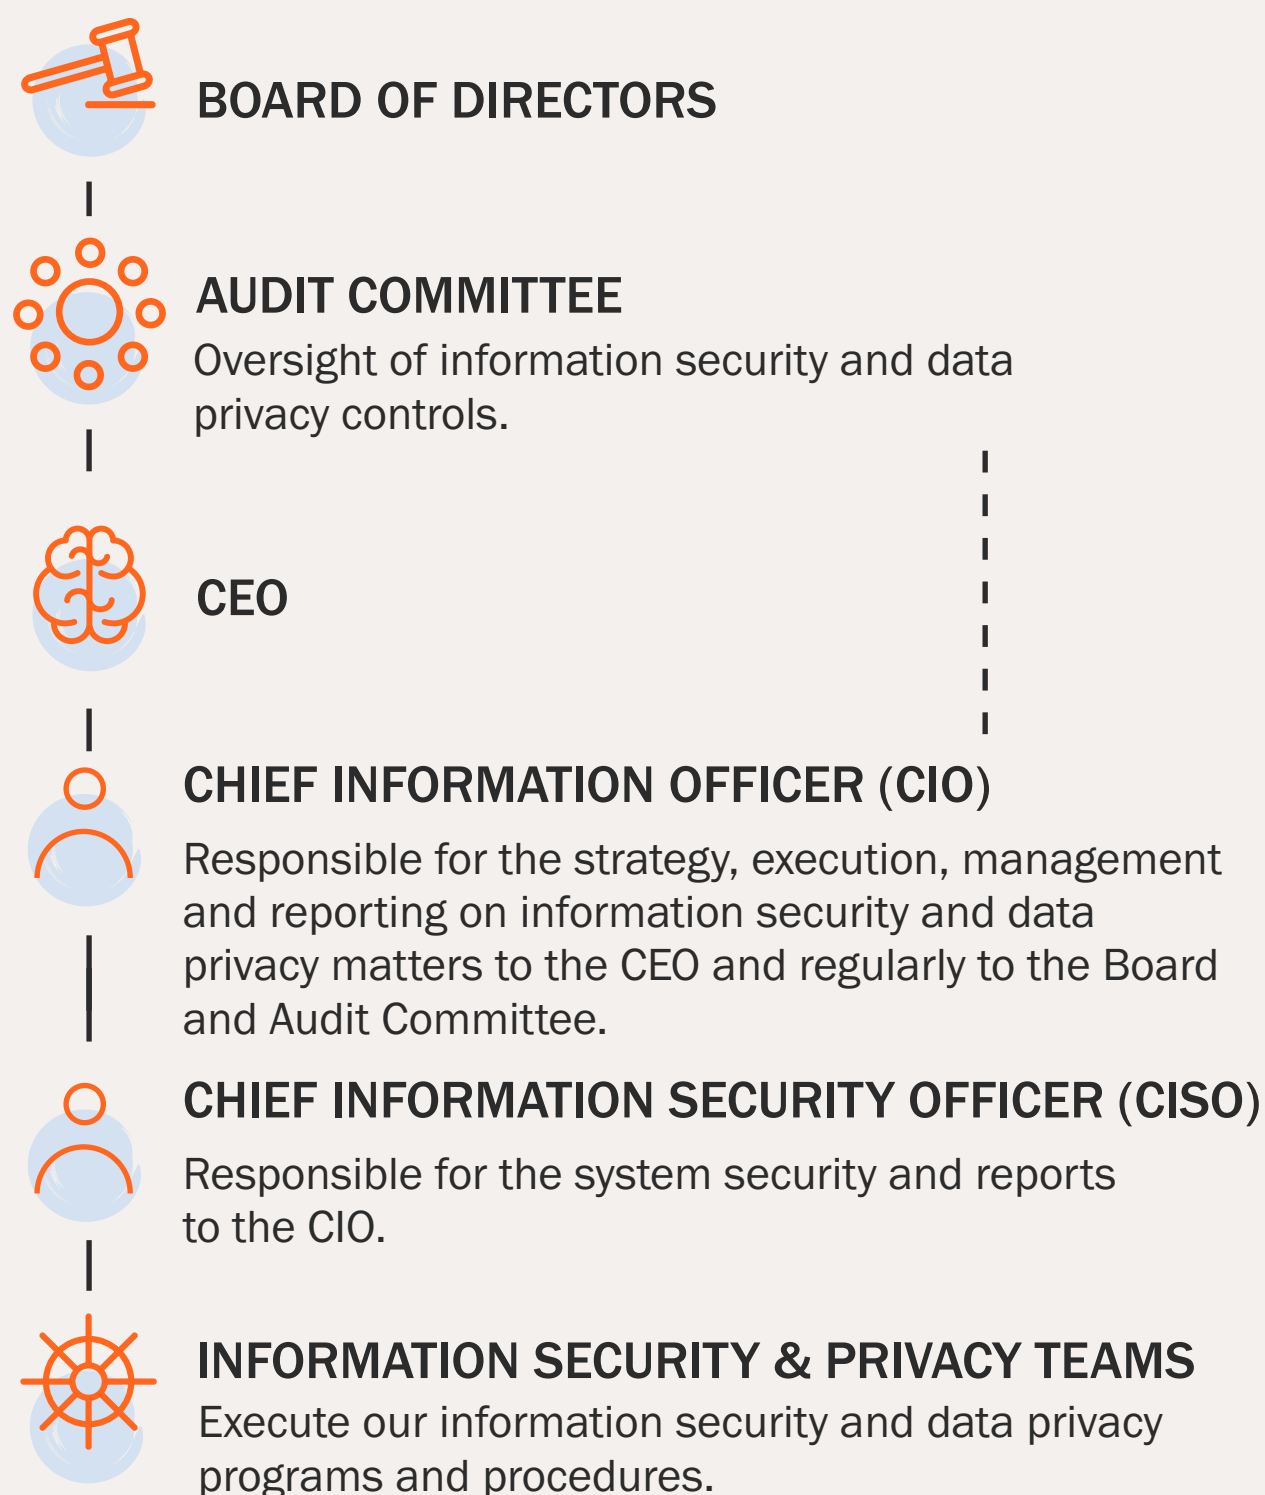 BOARD OF DIRECTORS
AUDIT COMMITTEE
Oversight of information security and data
privacy controls.
CEO
CHIEF INFORMATION OFFICER (CIO)
Responsible for the strategy, execution, management
and reporting on information security and data
privacy matters to the CEO and regularly to the Board
and Audit Committee.
CHIEF INFORMATION SECURITY OFFICER (CISO)
Responsible for the system security and reports
to the CIO.
INFORMATION SECURITY & PRIVACY TEAMS
Execute our information security and data privacy
programs and procedures.